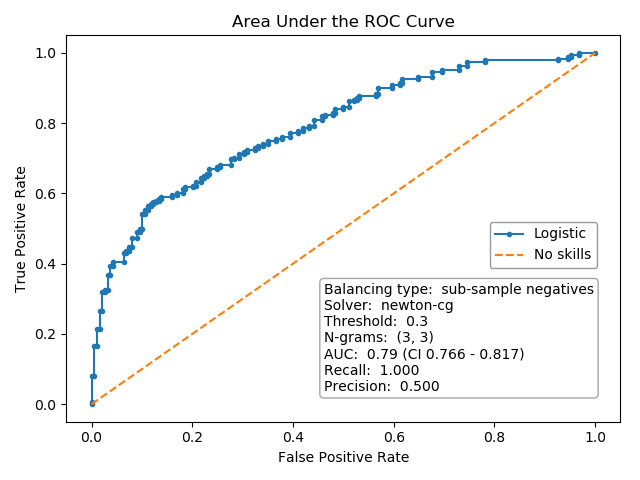 Area Under the ROC Curve
True Positive Rate
1.0
0.8
0.6
0.4
0.2
0.0
Logistic
No skills
Balancing type:  sub-sample negatives
Solver:  newton-cg
Threshold:  0.3
N-grams:  (3, 3)
AUC:  0.79 (CI 0.766 - 0.817)
Recall:  1.000
Precision:  0.500
0.0 0.2 0.4 0.6 0.8 1.0
False Positive Rate